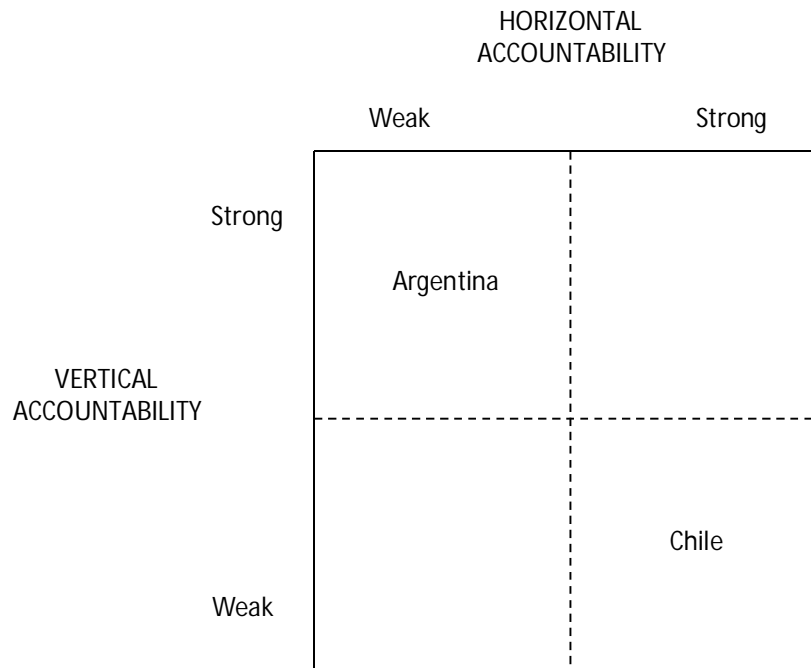 HORIZONTAL
ACCOUNTABILITY
Weak Strong
Strong
Argentina
VERTICAL
ACCOUNTABILITY
Chile
Weak